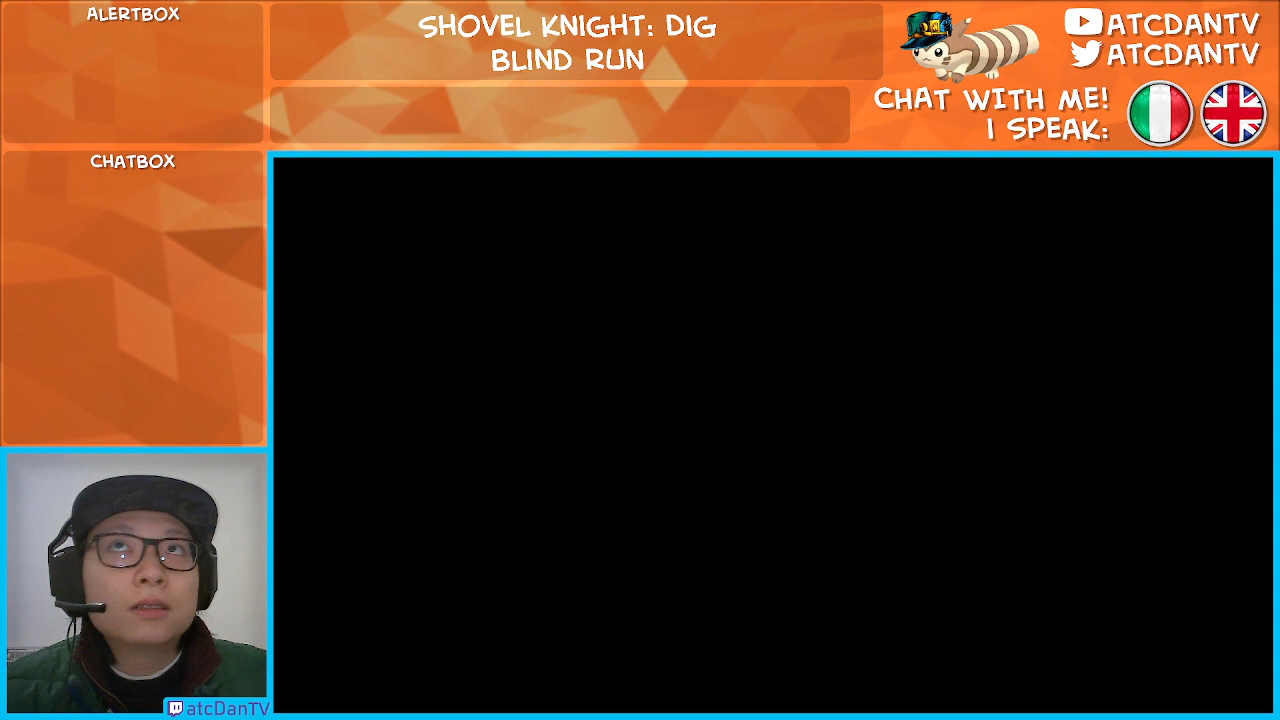 ALERTBOX
SHOVEL KNIGHT: DIG
BLIND RUN
ATCDANTV
ATCDANTV
CHAT WITH ME!
I SPEAK:
CHATBOX
atcDanTV